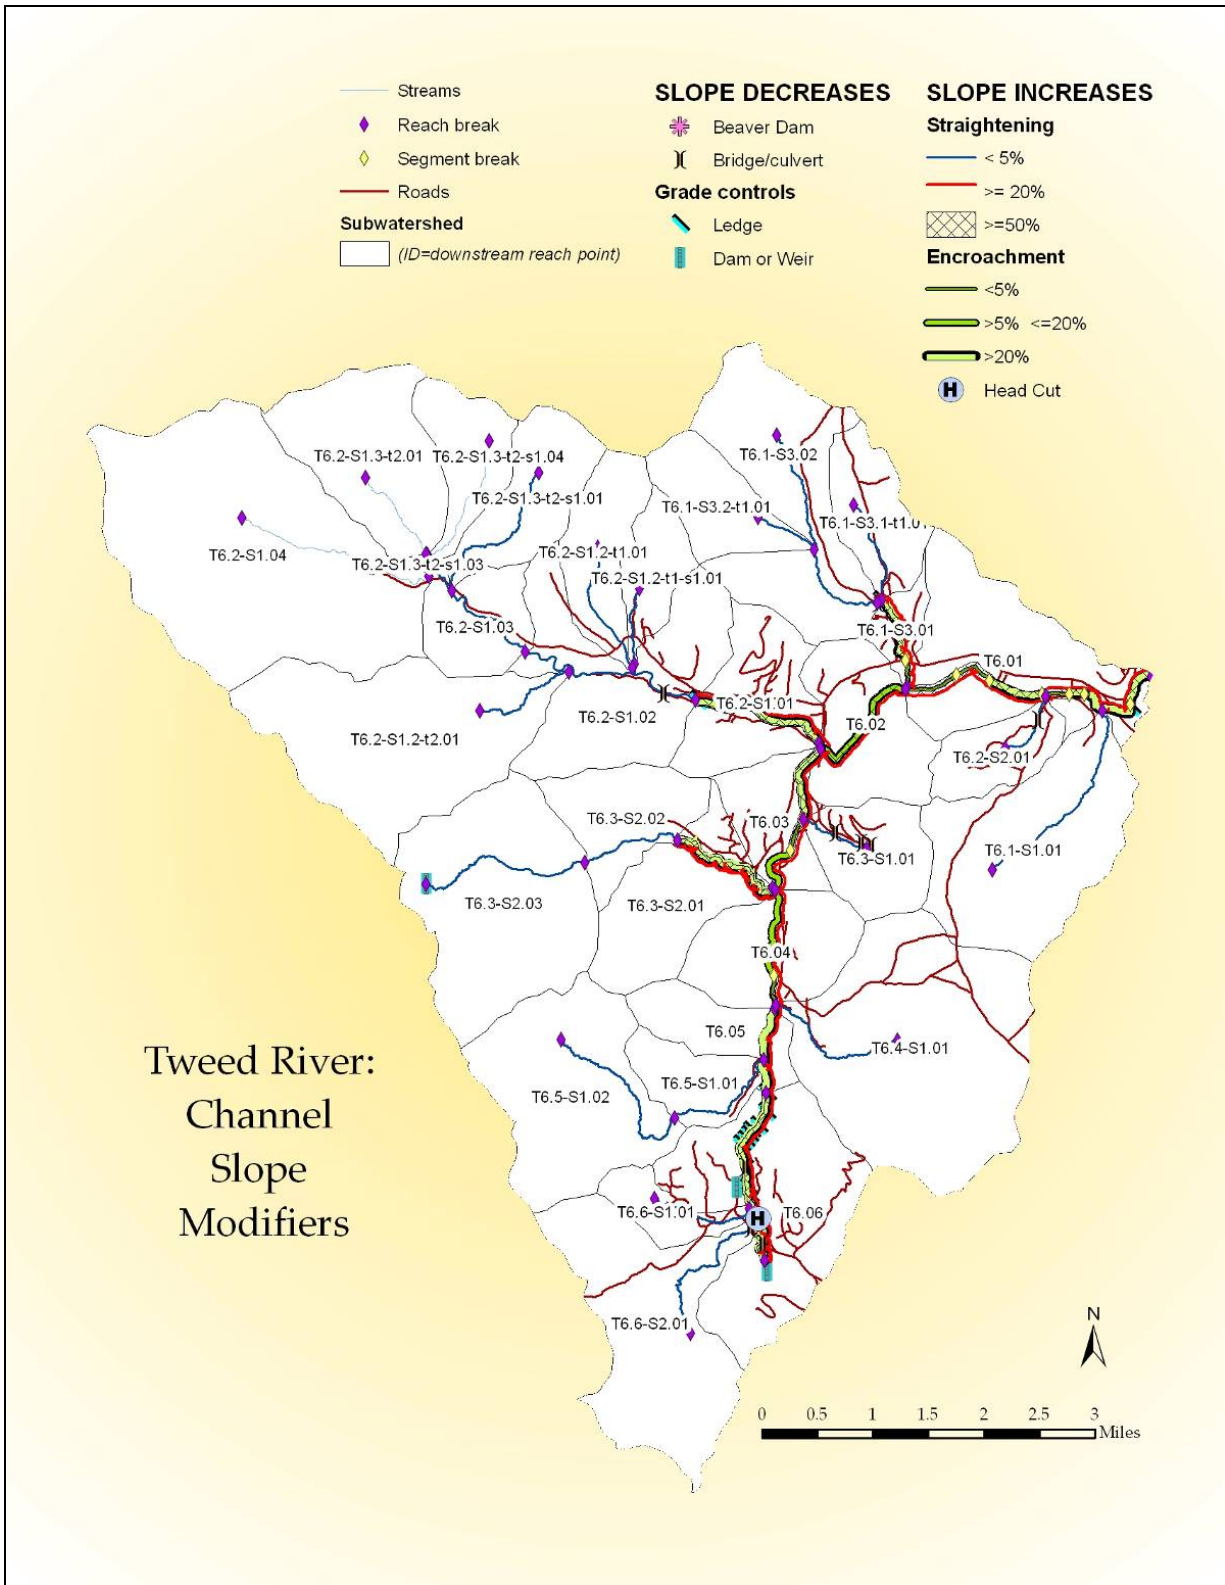 Streams
Reach break
Segment break
Roads
Subwatershed
(ID=downstream reach point)
SLOPE DECREASES
Beaver Dam
Bridge/culvert
Grade controls
Ledge
Dam or Weir
SLOPE INCREASES
Straightening
< 5%
>= 20%
>=50%
Encroachment
<5%
>5% <=20%
>20%
H Head Cut
T6.2-S1.3-t2.01
T6.2-S1.3-t2-s1.04
T6.1-S3.02
T6.2-S1.3-t2-s1.01
T6.1-S3.2-t1.01
T6.1-S3.1-t1.0
T6.2-S1.04
T6.2-S1.2-t1.01
T6.2-S1.3-t2-s1.03
T6.2-S1.2-t1-s1.01
T6.2-S1.03
T6.1-S3.01
T6.01
T6.2-S1.01
T6.2-S1.02
T6.02
T6.2-S1.2-t2.01
T6.2-S2.01
T6.3-S2.02
T6.03
T6.3-S1.01
T6.1-S1.01
T6.3-S2.03
T6.3-S2.01
T6.04
T6.05
T6.4-S1.01
T6.5-S1.01
T6.5-S1.02
T6.6-S1.01
H
T6.06
T6.6-S2.01
Tweed River:
Channel
Slope
Modifiers
N
0 0.5 1 1.5 2 2.5 3
Miles